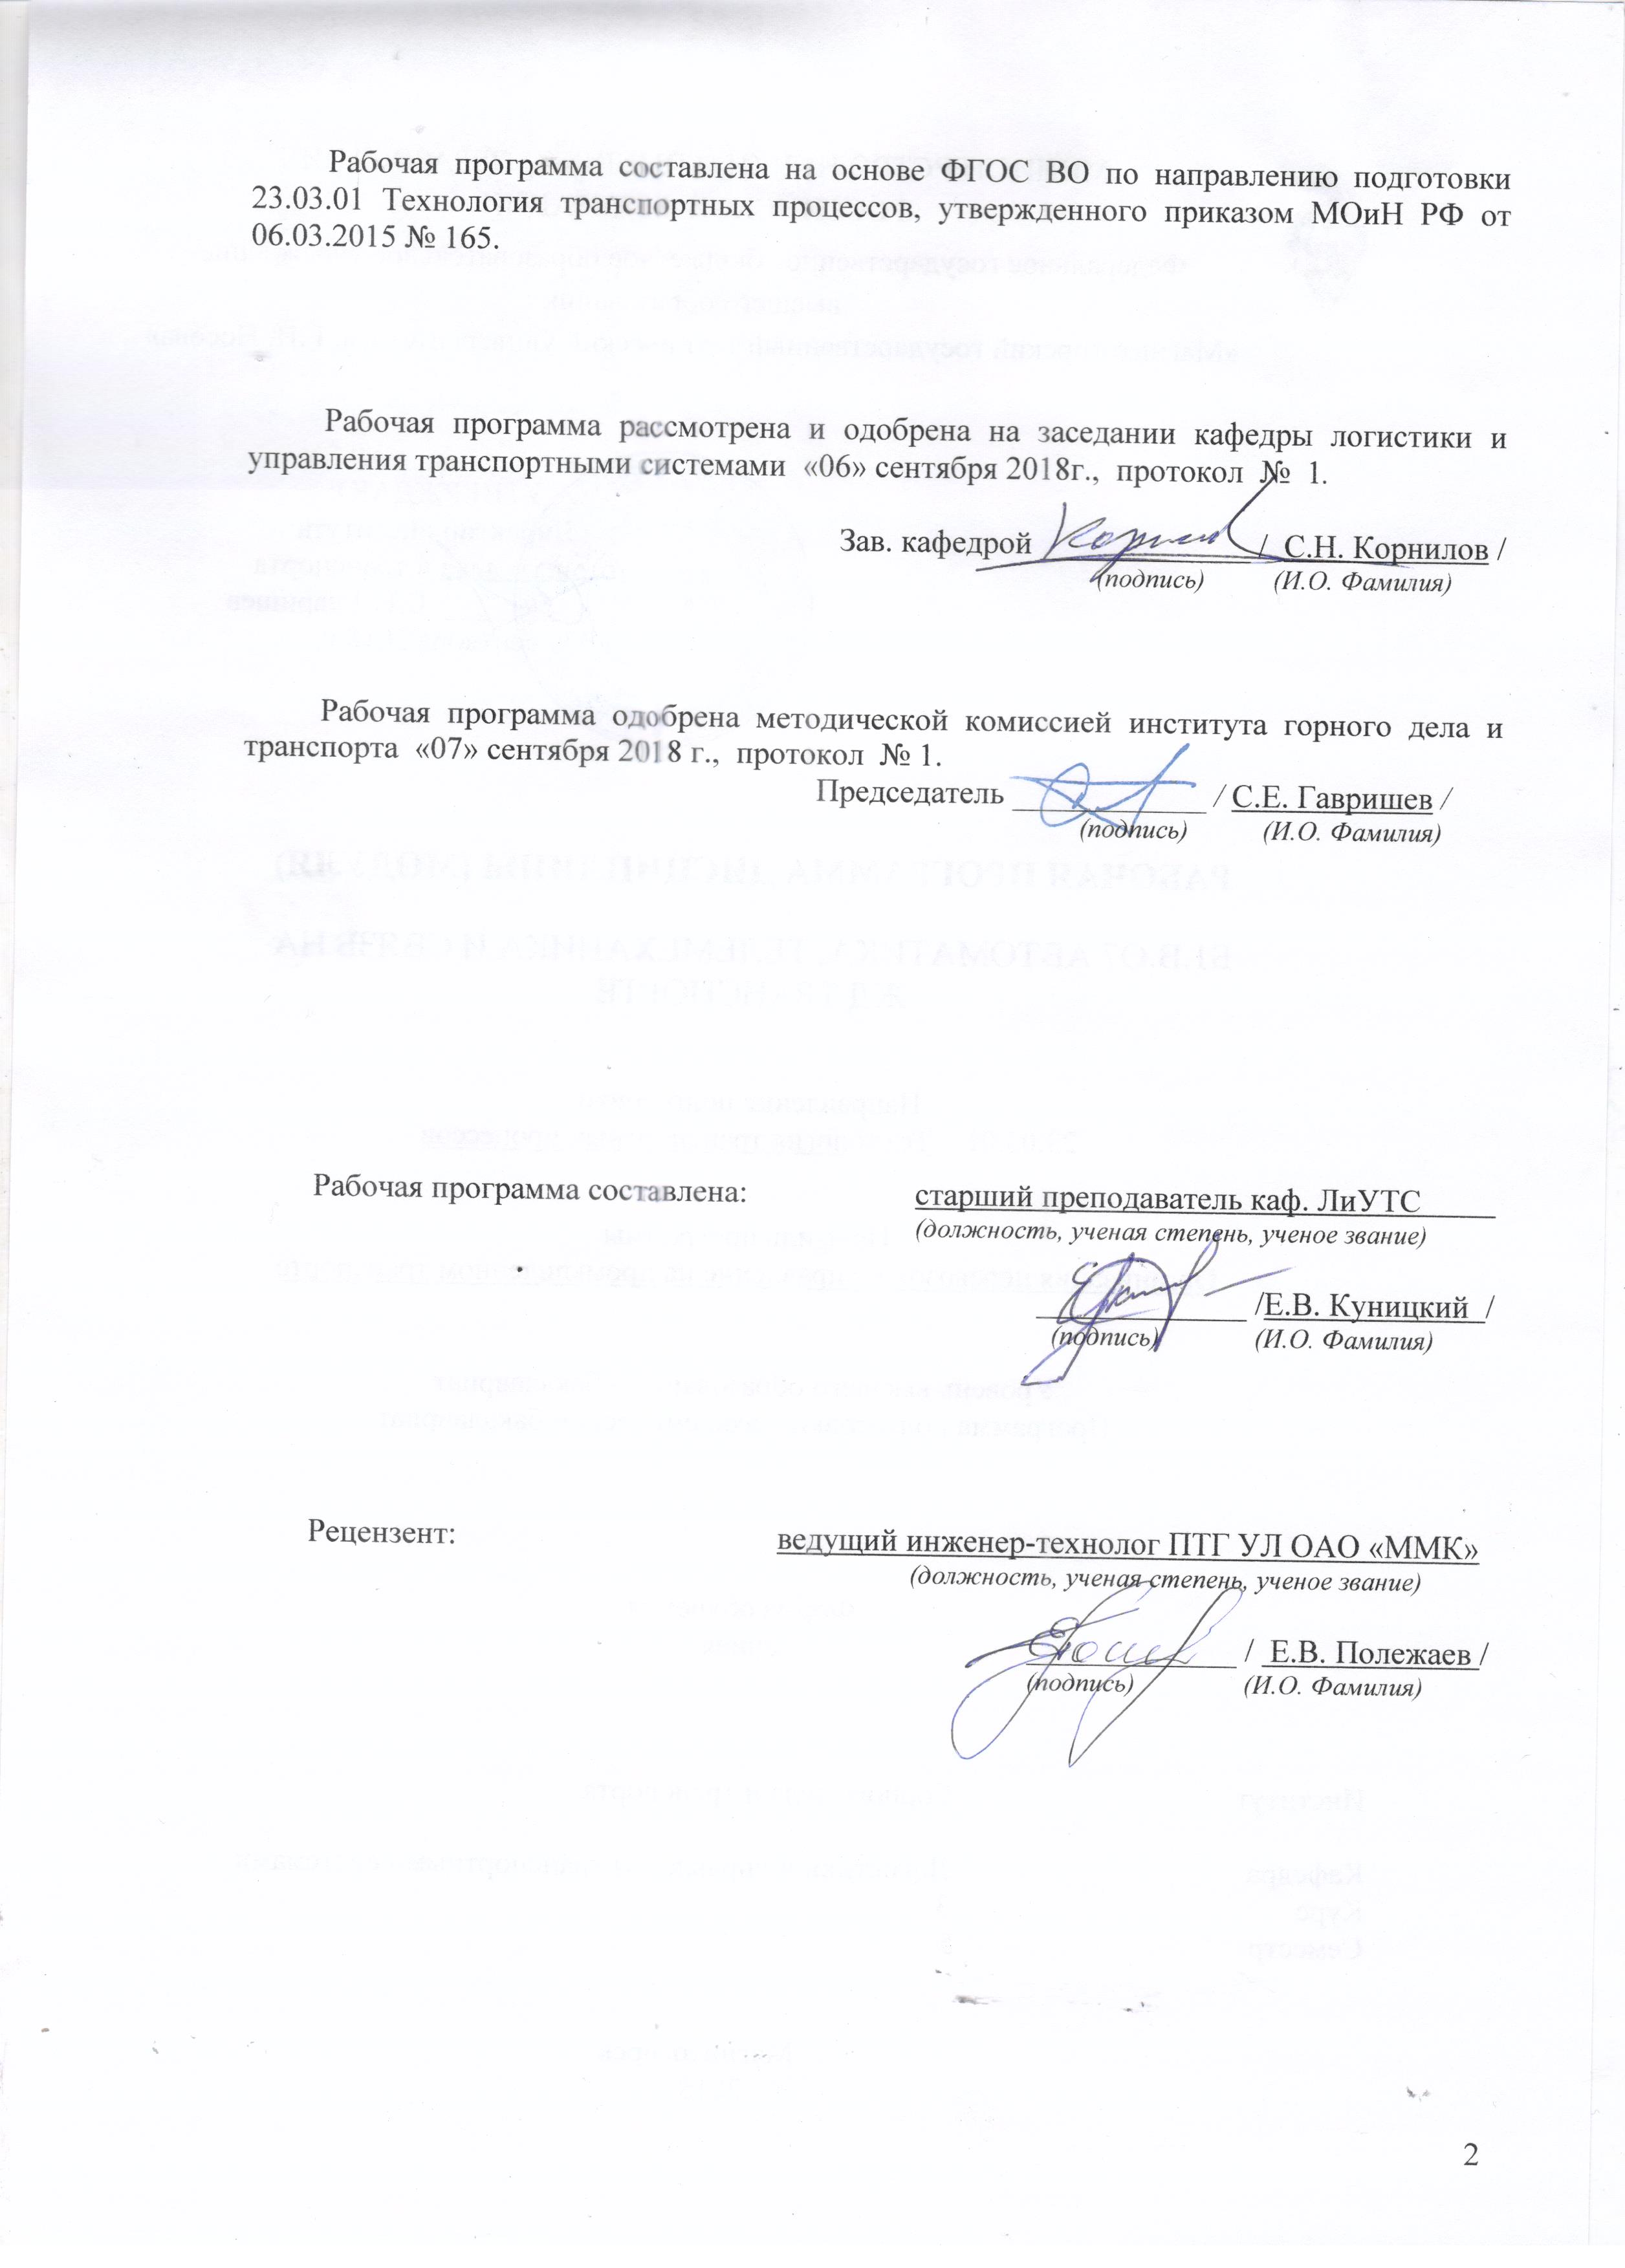 Рабочая программа составлена на основе ФГОС ВО по направлению подготовки
23.03.01 Технология транспортных процессов, утвержденного приказом МОиН РФ от
06.03.2015 № 165.
Рабочая программа рассмотрена и одобрена на заседании кафедры логистики и
управления транспортными системами «06» сентября 2018г., протокол № 1.
Зав. кафедрой ______________ / С.Н. Корнилов /
(подпись) (И.О. Фамилия)
Рабочая программа одобрена методической комиссией института горного дела и
транспорта «07» сентября 2018 г., протокол № 1.
Председатель ____________ / С.Е. Гавришев /
(подпись) (И.О. Фамилия)
Рабочая программа составлена: старший преподаватель каф. ЛиУТС
(должность, ученая степень, ученое звание)
_____________ /Е.В. Куницкий /
(подпись) (И.О. Фамилия)
Рецензент: ведущий инженер-технолог ПТГ УЛ ОАО «ММК»
(должность, ученая степень, ученое звание)
_____________ / Е.В. Полежаев /
(подпись) (И.О. Фамилия)
2